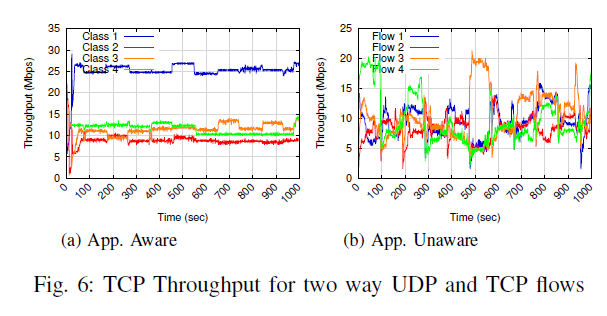 35
30
25
20
15
10
5
0
Throughput (Mbps)
Class 1
Class 2
Class 3
Class 4
0 100 200 300 400 500 600 700 800 900 1000
Time (sec)
(a) App. Aware
25
20
15
10
5
0
Throughput (Mbps)
Flow 1
Flow 2
Flow 3
Flow 4
0 100 200 300 400 500 600 700 800 900 1000
Time (sec)
(b) App. Unaware
Fig. 6: TCP Throughput for two way UDP and TCP flows